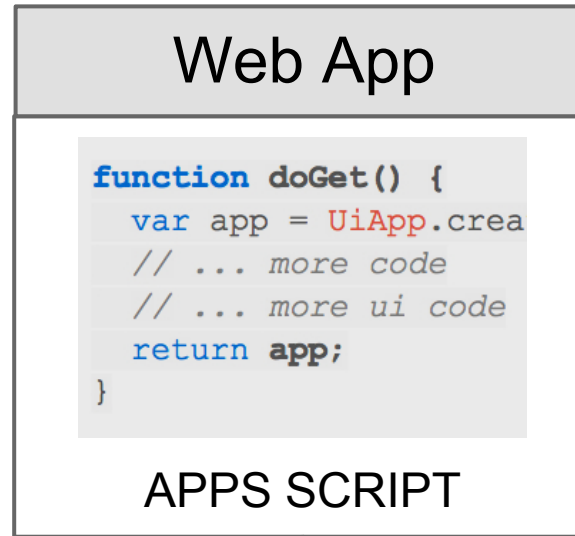 Web App
function doGet() {
  var app = UiApp.crea
  // ... more code
  // ... more ui code
  return app;
}
APPS SCRIPT